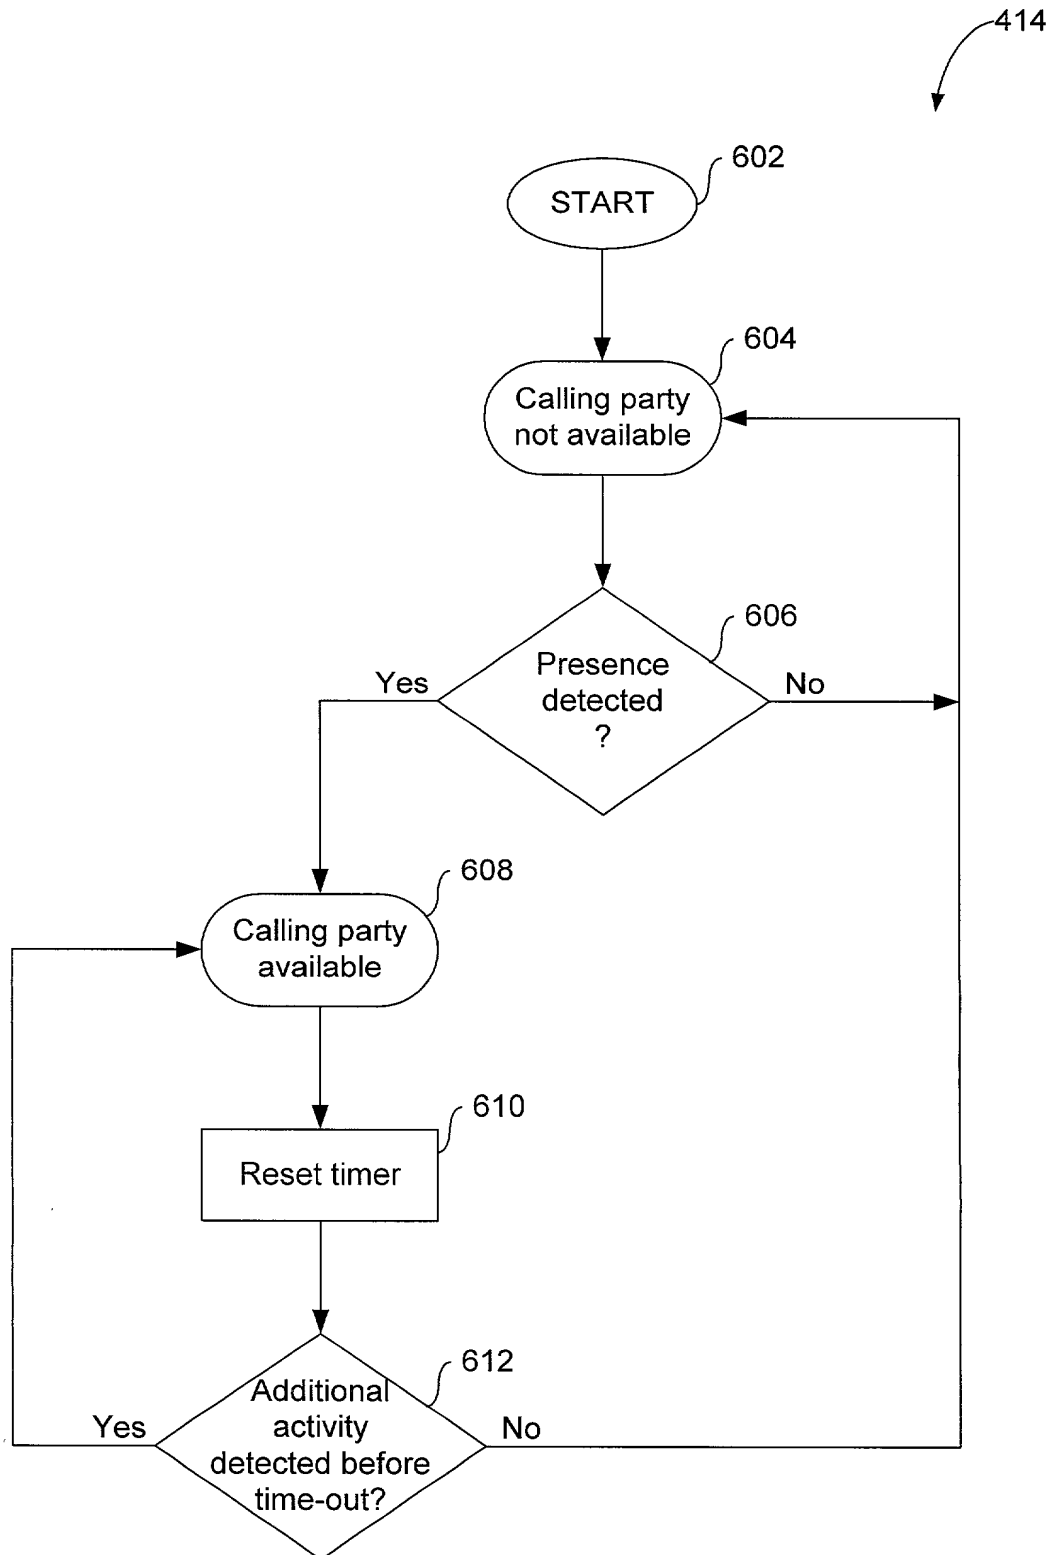 414
602
START
604
Calling party
not available
606
Presence
detected
?
Yes
No
608
Calling party
available
610
Reset timer
612
Additional
activity
detected before
time-out?
Yes
No